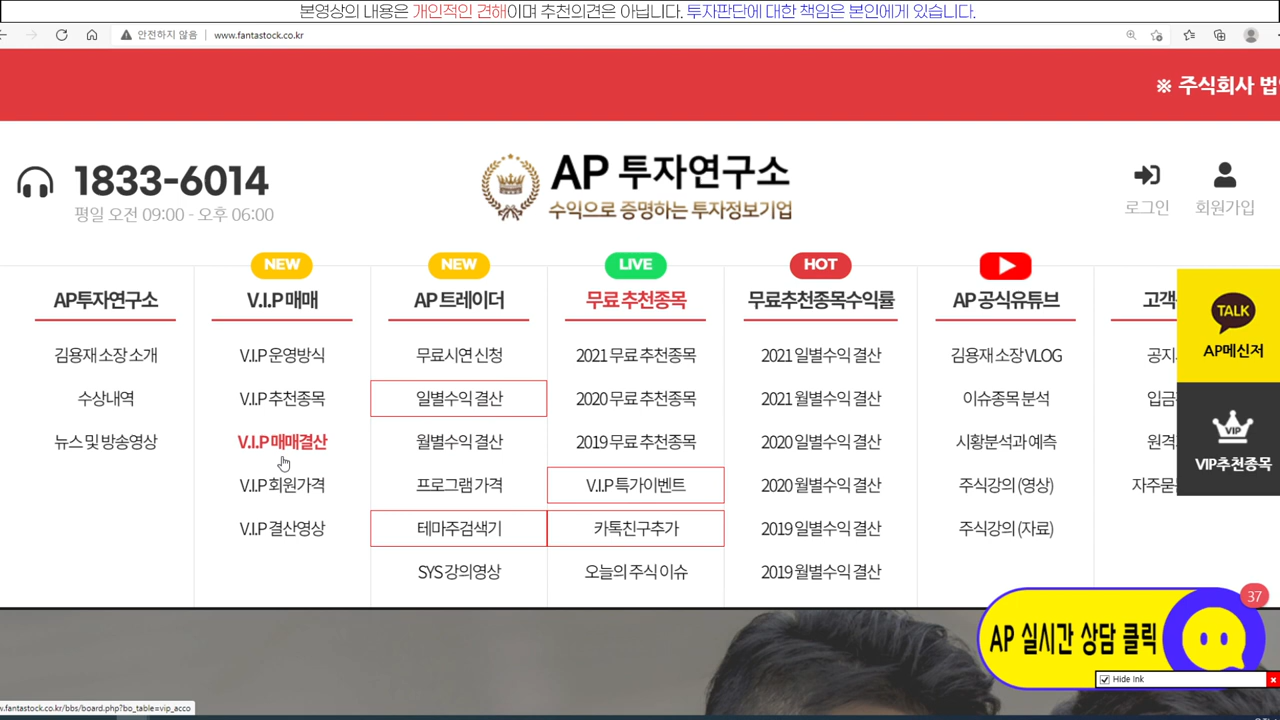 본영상의 내용은 개인적인 견해이며 추천의견은 아닙니다. 투자판단에 대한 책임은 본인에게 있습니다.
안전하지 않음 www.fantastock.co.kr
※ 주식회사
1833-6014
평일 오전 09:00 - 오후 06:00
AP 투자연구소
수익으로 증명하는 투자정보기업
로그인 회원가입
NEW NEW LIVE HOT
AP투자연구소 V.I.P 매매 AP 트레이더 무료 추천종목 무료추천종목수익률 AP 공식유튜브 고객
김용재 소장 소개 V.I.P 운영방식 무료시연 신청 2021 무료 추천종목 2021 일별수익 결산 김용재 소장 VLOG 공지
수상내역 V.I.P 추천종목 일별수익 결산 2020 무료 추천종목 2021 월별수익 결산 이슈종목 분석 입금
뉴스 및 방송영상 V.I.P 매매결산 월별수익 결산 2019 무료 추천종목 2020 일별수익 결산 시황분석과 예측 원격
V.I.P 회원가격 프로그램 가격 V.I.P 특가이벤트 2020 월별수익 결산 주식강의 (영상) 자주묻
V.I.P 결산영상 테마주검색기 카톡친구추가 2019 일별수익 결산 주식강의 (자료)
SYS 강의영상 오늘의 주식 이슈 2019 월별수익 결산
TALK
AP메신저
VIP
VIP추천종목
37
AP 실시간 상담 클릭
Hide Ink
w.fantastock.co.kr/bbs/board.php?bo_table=vip_acco